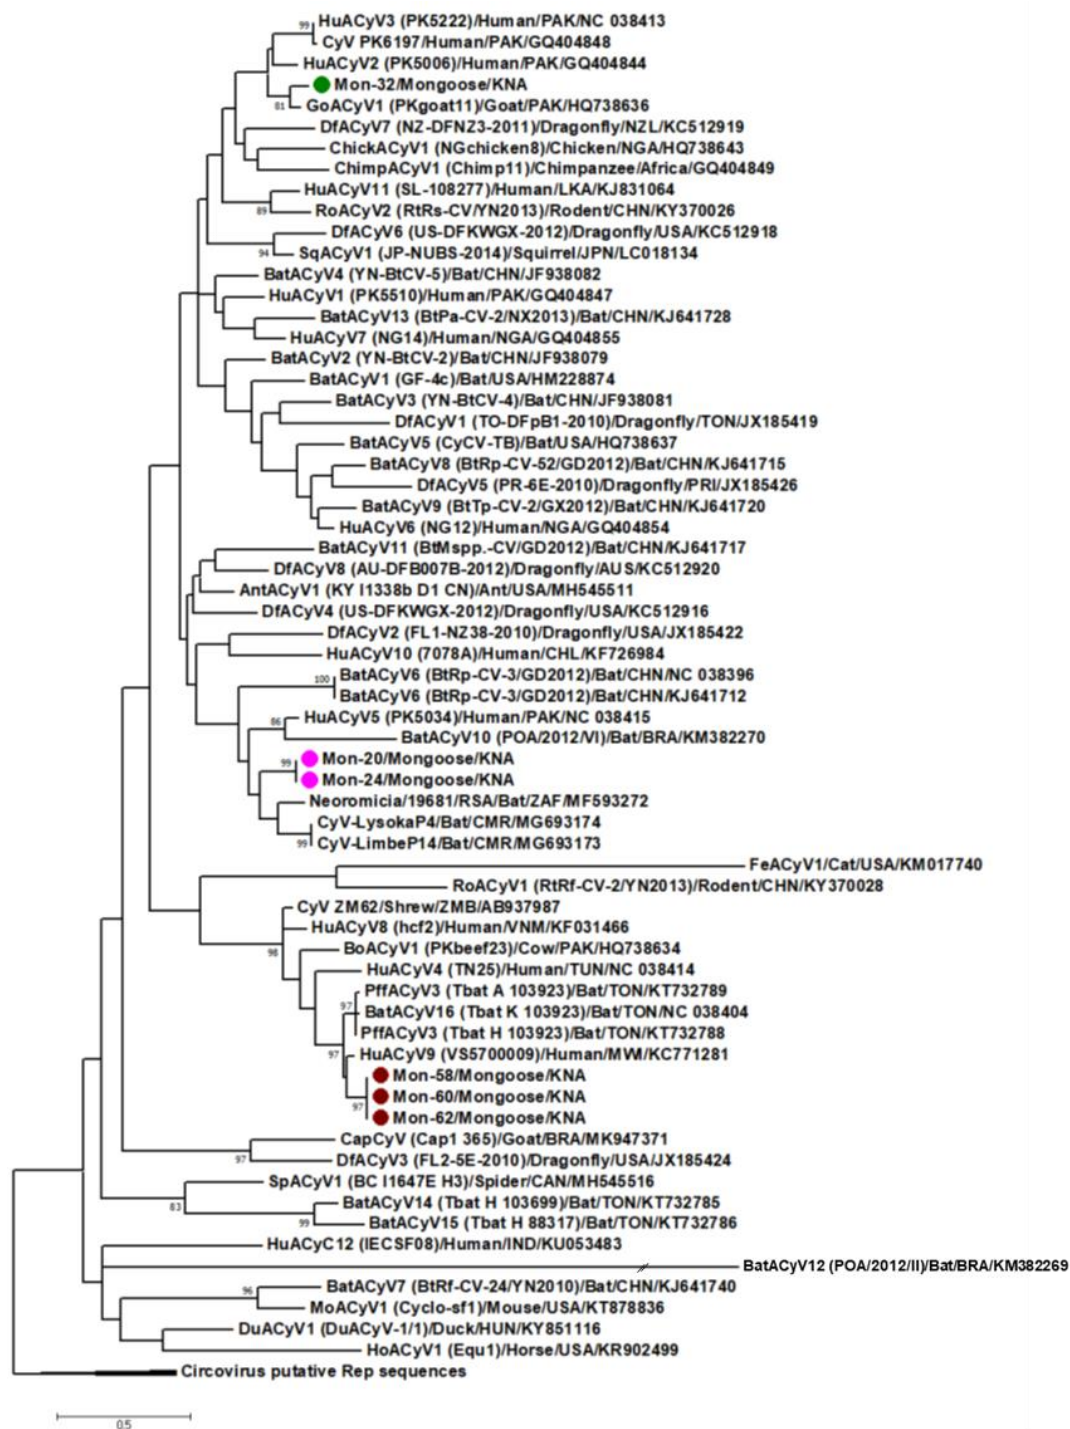 99
HuACyV3 (PK5222)/Human/PAK/NC 038413
CyV PK6197/Human/PAK/GQ404848
HuACyV2 (PK5006)/Human/PAK/GQ404844
Mon-32/Mongoose/KNA
81
GoACyV1 (PKgoat11)/Goat/PAK/HQ738636
DfACyV7 (NZ-DFNZ3-2011)/Dragonfly/NZL/KC512919
ChickACyV1 (NGchicken8)/Chicken/NGA/HQ738643
ChimpACyV1 (Chimp11)/Chimpanzee/Africa/GQ404849
HuACyV11 (SL-108277)/Human/LKA/KJ831064
89
RoACyV2 (RtRs-CV/YN2013)/Rodent/CHN/KY370026
DfACyV6 (US-DFKWGX-2012)/Dragonfly/USA/KC512918
94
SqACyV1 (JP-NUBS-2014)/Squirrel/JPN/LC018134
BatACyV4 (YN-BtCV-5)/Bat/CHN/JF938082
HuACyV1 (PK5510)/Human/PAK/GQ404847
BatACyV13 (BtPa-CV-2/NX2013)/Bat/CHN/KJ641728
HuACyV7 (NG14)/Human/NGA/GQ404855
BatACyV2 (YN-BtCV-2)/Bat/CHN/JF938079
BatACyV1 (GF-4c)/Bat/USA/HM228874
BatACyV3 (YN-BtCV-4)/Bat/CHN/JF938081
DfACyV1 (TO-DFpB1-2010)/Dragonfly/TON/JX185419
BatACyV5 (CyCV-TB)/Bat/USA/HQ738637
BatACyV8 (BtRp-CV-52/GD2012)/Bat/CHN/KJ641715
DfACyV5 (PR-6E-2010)/Dragonfly/PRI/JX185426
BatACyV9 (BtTp-CV-2/GX2012)/Bat/CHN/KJ641720
HuACyV6 (NG12)/Human/NGA/GQ404854
BatACyV11 (BtMspp.-CV/GD2012)/Bat/CHN/KJ641717
DfACyV8 (AU-DFB007B-2012)/Dragonfly/AUS/KC512920
AntACyV1 (KY I1338b D1 CN)/Ant/USA/MH545511
DfACyV4 (US-DFKWGX-2012)/Dragonfly/USA/KC512916
DfACyV2 (FL1-NZ38-2010)/Dragonfly/USA/JX185422
HuACyV10 (7078A)/Human/CHL/KF726984
100
BatACyV6 (BtRp-CV-3/GD2012)/Bat/CHN/NC 038396
BatACyV6 (BtRp-CV-3/GD2012)/Bat/CHN/KJ641712
86
HuACyV5 (PK5034)/Human/PAK/NC 038415
BatACyV10 (POA/2012/VI)/Bat/BRA/KM382270
99
Mon-20/Mongoose/KNA
Mon-24/Mongoose/KNA
Neoromicia/19681/RSA/Bat/ZAF/MF593272
CyV-LysokaP4/Bat/CMR/MG693174
99
CyV-LimbeP14/Bat/CMR/MG693173
FeACyV1/Cat/USA/KM017740
RoACyV1 (RtRf-CV-2/YN2013)/Rodent/CHN/KY370028
CyV ZM62/Shrew/ZMB/AB937987
HuACyV8 (hcf2)/Human/VNM/KF031466
98
BoACyV1 (PKbeef23)/Cow/PAK/HQ738634
HuACyV4 (TN25)/Human/TUN/NC 038414
PffACyV3 (Tbat A 103923)/Bat/TON/KT732789
97
BatACyV16 (Tbat K 103923)/Bat/TON/NC 038404
PffACyV3 (Tbat H 103923)/Bat/TON/KT732788
97
HuACyV9 (VS5700009)/Human/MWI/KC771281
Mon-58/Mongoose/KNA
Mon-60/Mongoose/KNA
97
Mon-62/Mongoose/KNA
CapCyV (Cap1 365)/Goat/BRA/MK947371
97
DfACyV3 (FL2-5E-2010)/Dragonfly/USA/JX185424
SpACyV1 (BC I1647E H3)/Spider/CAN/MH545516
83
BatACyV14 (Tbat H 103699)/Bat/TON/KT732785
99
BatACyV15 (Tbat H 88317)/Bat/TON/KT732786
HuACyC12 (IECSF08)/Human/IND/KU053483
BatACyV12 (POA/2012/II)/Bat/BRA/KM382269
96
BatACyV7 (BtRf-CV-24/YN2010)/Bat/CHN/KJ641740
MoACyV1 (Cyclo-sf1)/Mouse/USA/KT878836
DuACyV1 (DuACyV-1/1)/Duck/HUN/KY851116
HoACyV1 (Equ1)/Horse/USA/KR902499
Circovirus putative Rep sequences
0.5